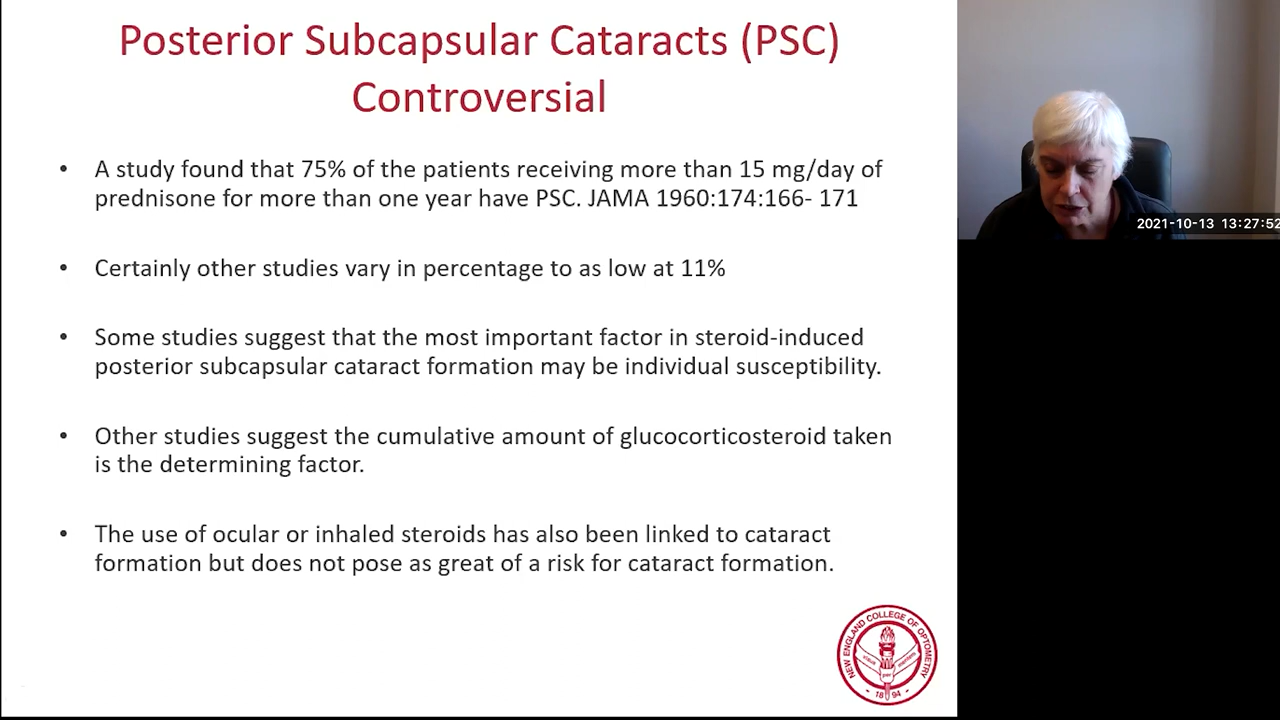 Posterior Subcapsular Cataracts (PSC)
Controversial
• A study found that 75% of the patients receiving more than 15 mg/day of
prednisone for more than one year have PSC. JAMA 1960:174:166- 171
• Certainly other studies vary in percentage to as low at 11%
• Some studies suggest that the most important factor in steroid-induced
posterior subcapsular cataract formation may be individual susceptibility.
• Other studies suggest the cumulative amount of glucocorticosteroid taken
is the determining factor.
• The use of ocular or inhaled steroids has also been linked to cataract
formation but does not pose as great of a risk for cataract formation.
2021-10-13 13:27:52
NEW ENGLAND COLLEGE OF OPTOMETRY
18 94